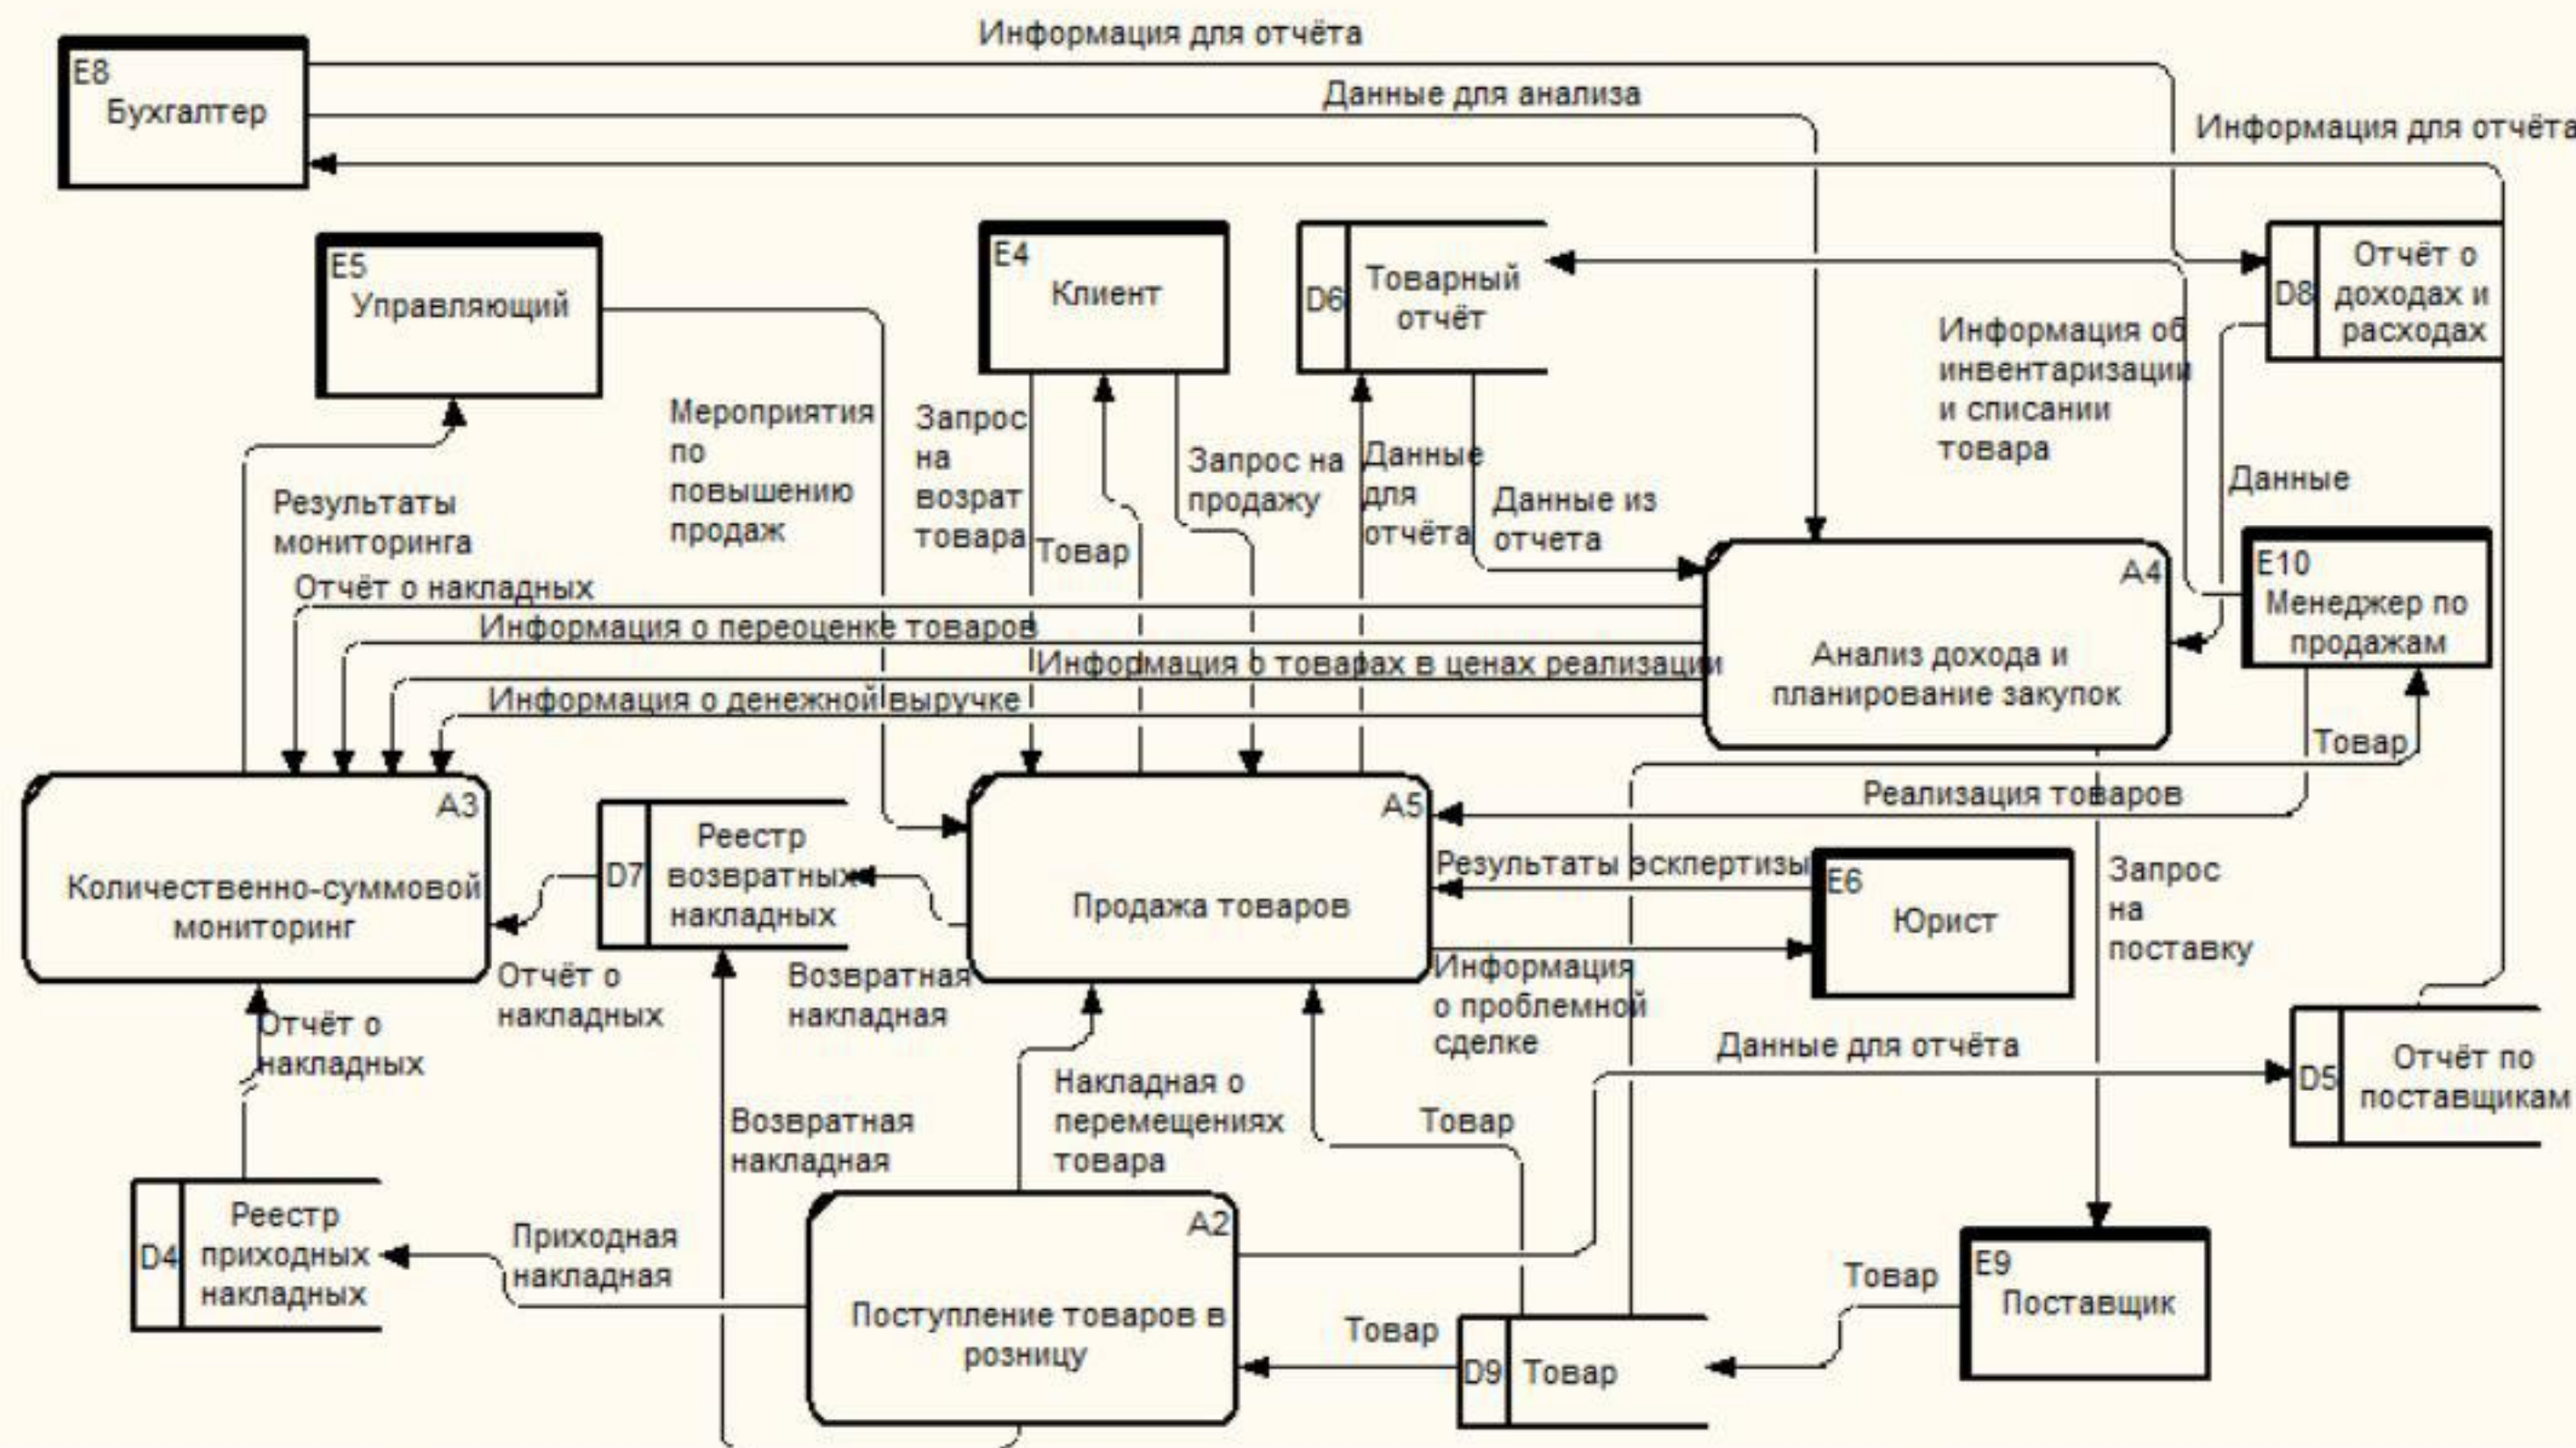 Информация для отчёта
E8
Бухгалтер
Данные для анализа
Информация для отчёта
E5
Управляющий
E4
Клиент
D6
Товарный
отчёт
D8
Отчёт о
доходах и
расходах
Информация об
инвентаризации
и списании
товара
Мероприятия
по
повышению
продаж
Запрос
на
возрат
товара
Товар
Запрос на
продажу
Данные
для
отчёта
Данные из
отчета
Данные
Результаты
мониторинга
Отчёт о накладных
Информация о переоценке товаров
Информация о товарах в ценах реализации
Информация о денежной выручке
A4
Анализ дохода и
планирование закупок
E10
Менеджер по
продажам
Товар
Реализация товаров
A3
Количественно-суммовой
мониторинг
D7
Реестр
возвратных
накладных
A5
Продажа товаров
Результаты эскпертизы
E6
Юрист
Запрос
на
поставку
Отчёт о
накладных
Возвратная
накладная
Информация
о проблемной
сделке
Отчёт о
накладных
Данные для отчёта
D5
Отчёт по
поставщикам
Возвратная
накладная
Накладная о
перемещениях
товара
Товар
D4
Реестр
приходных
накладных
Приходная
накладная
A2
Поступление товаров в
розницу
Товар
D9
Товар
Товар
E9
Поставщик